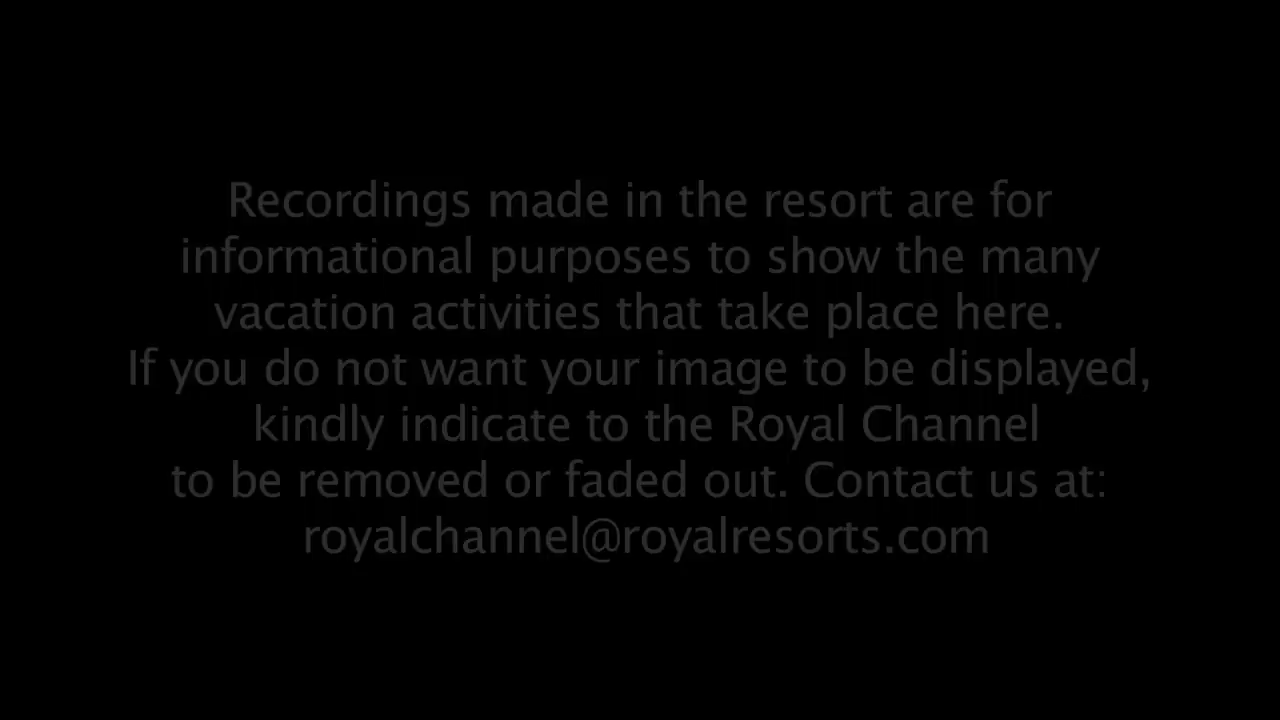 Recordings made in the resort are for
informational purposes to show the many
vacation activities that take place here.
If you do not want your image to be displayed,
kindly indicate to the Royal Channel
to be removed or faded out. Contact us at:
royalchannel@royalresorts.com